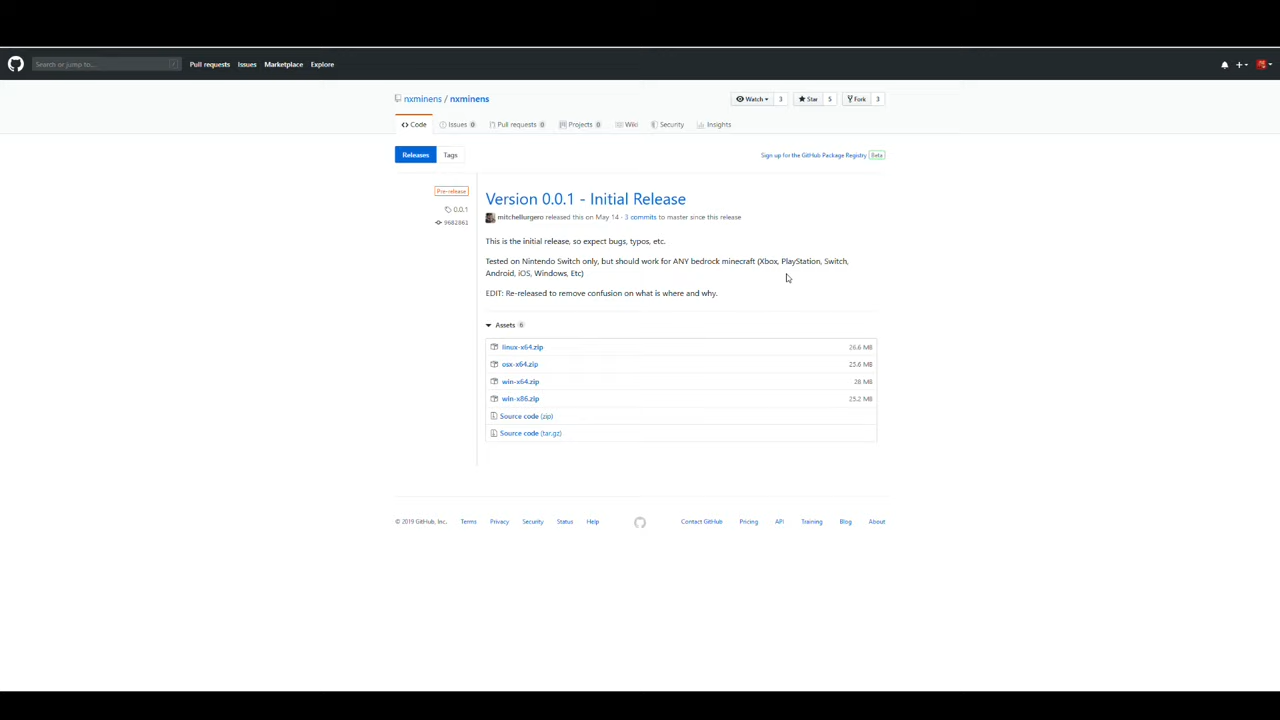 Search or jump to... /
Pull requests Issues Marketplace Explore
nxminens / nxminens
Watch 3 Star 5 Fork 3
Code Issues 0 Pull requests 0 Projects 0 Wiki Security Insights
Releases Tags
Sign up for the GitHub Package Registry Beta
Pre-release
0.0.1
9682861
Version 0.0.1 - Initial Release
mitchellurgero released this on May 14 · 3 commits to master since this release
This is the initial release, so expect bugs, typos, etc.
Tested on Nintendo Switch only, but should work for ANY bedrock minecraft (Xbox, PlayStation, Switch,
Android, iOS, Windows, Etc)
EDIT: Re-released to remove confusion on what is where and why.
Assets 6
linux-x64.zip 26.6 MB
osx-x64.zip 25.6 MB
win-x64.zip 28 MB
win-x86.zip 25.2 MB
Source code (zip)
Source code (tar.gz)
© 2019 GitHub, Inc. Terms Privacy Security Status Help Contact GitHub Pricing API Training Blog About